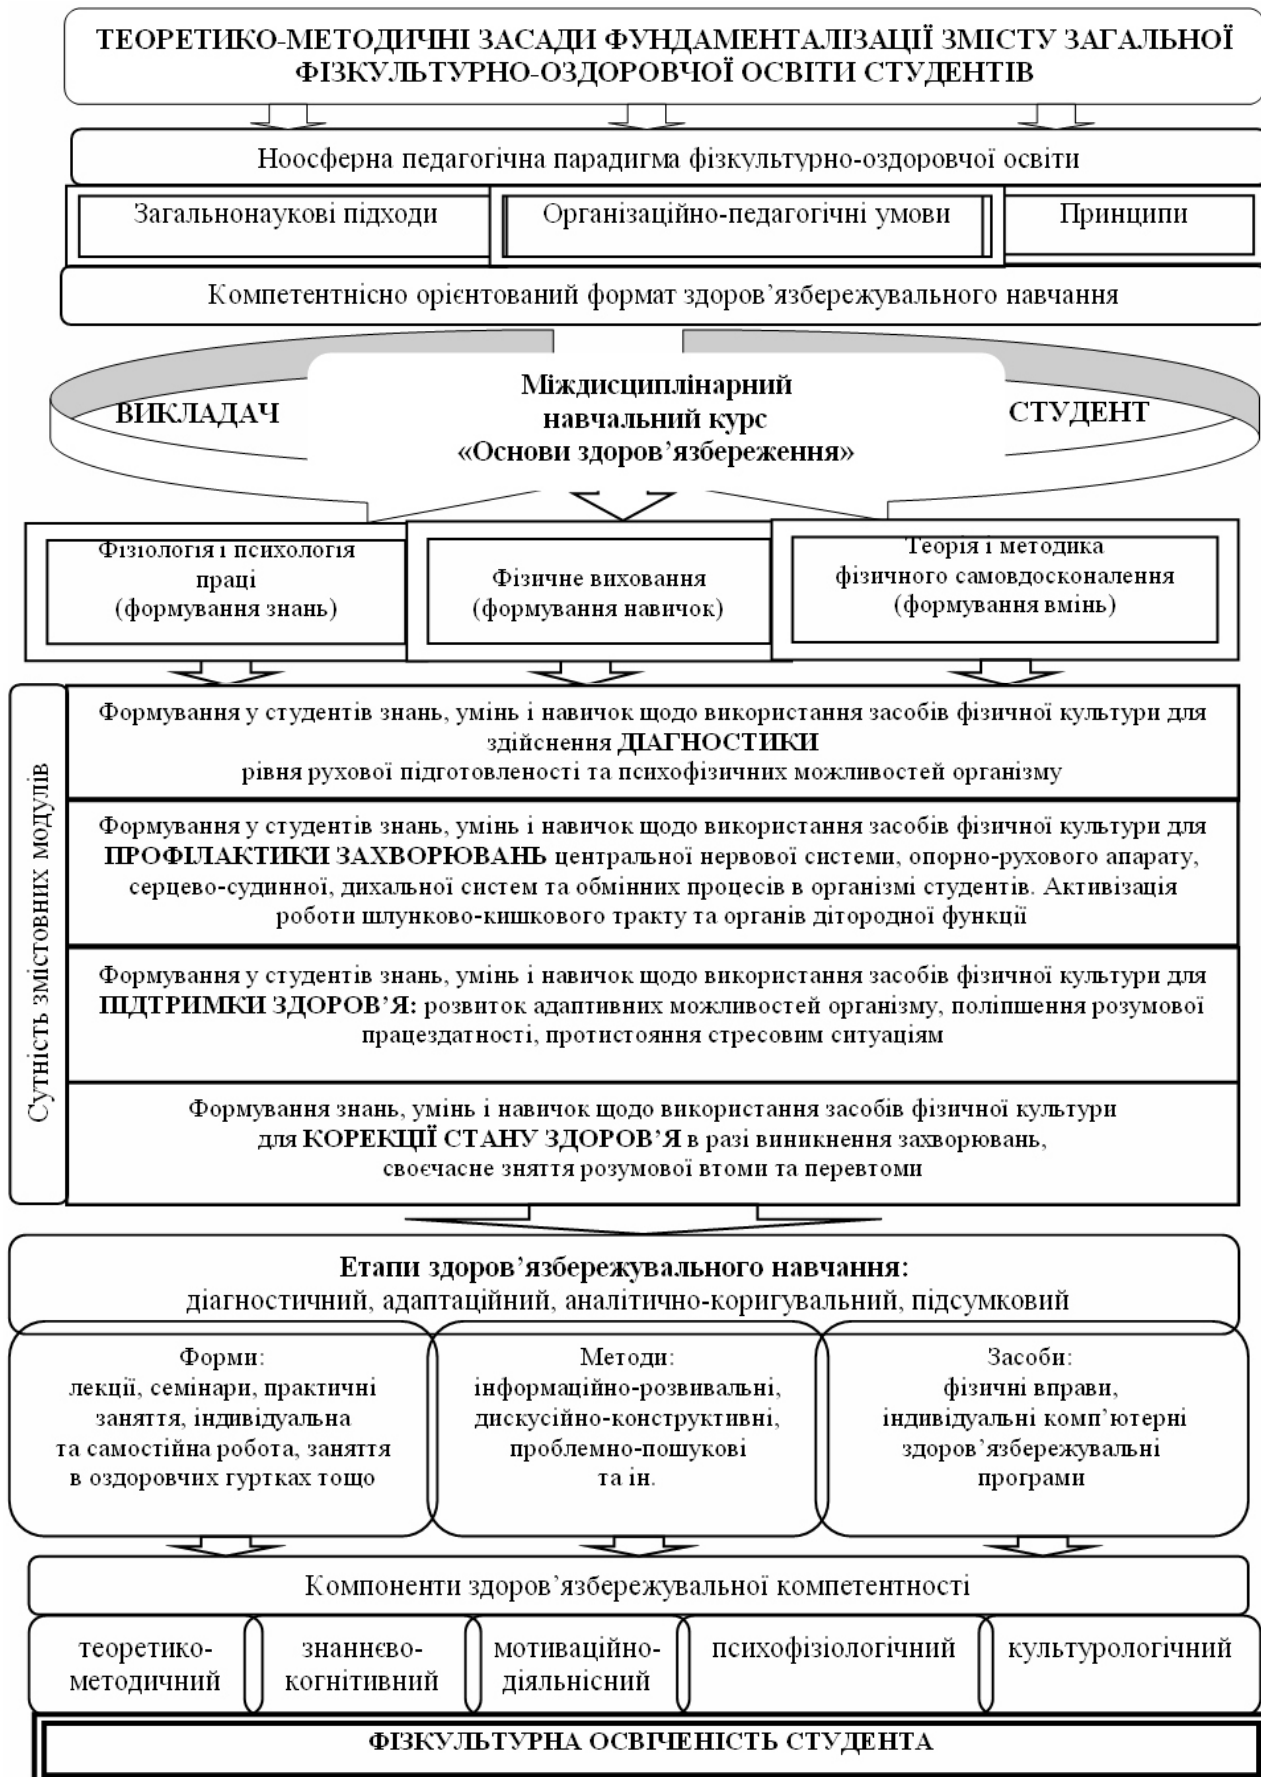 ТЕОРЕТИКО-МЕТОДИЧНІ ЗАСАДИ ФУНДАМЕНТАЛІЗАЦІЇ ЗМІСТУ ЗАГАЛЬНОЇ
ФІЗКУЛЬТУРНО-ОЗДОРОВЧОЇ ОСВІТИ СТУДЕНТІВ
Ноосферна педагогічна парадигма фізкультурно-оздоровчої освіти
Загальнонаукові підходи
Організаційно-педагогічні умови
Принципи
Компетентнісно орієнтований формат здоров’язбережувального навчання
ВИКЛАДАЧ
Міждисциплінарний
навчальний курс
«Основи здоров’язбереження»
СТУДЕНТ
Фізіологія і психологія
праці
(формування знань)
Фізичне виховання
(формування навичок)
Теорія і методика
фізичного самовдосконалення
(формування вмінь)
Сутність змістовних модулів
Формування у студентів знань, умінь і навичок щодо використання засобів фізичної культури для
здійснення ДІАГНОСТИКИ
рівня рухової підготовленості та психофізичних можливостей організму
Формування у студентів знань, умінь і навичок щодо використання засобів фізичної культури для
ПРОФІЛАКТИКИ ЗАХВОРЮВАНЬ центральної нервової системи, опорно-рухового апарату,
серцево-судинної, дихальної систем та обмінних процесів в організмі студентів. Активізація
роботи шлунково-кишкового тракту та органів дітородної функції
Формування у студентів знань, умінь і навичок щодо використання засобів фізичної культури для
ПІДТРИМКИ ЗДОРОВ’Я: розвиток адаптивних можливостей організму, поліпшення розумової
працездатності, протистояння стресовим ситуаціям
Формування знань, умінь і навичок щодо використання засобів фізичної культури
для КОРЕКЦІЇ СТАНУ ЗДОРОВ’Я в разі виникнення захворювань,
своєчасне зняття розумової втоми та перевтоми
Етапи здоров’язбережувального навчання:
діагностичний, адаптаційний, аналітично-коригувальний, підсумковий
Форми:
лекції, семінари, практичні
заняття, індивідуальна
та самостійна робота, заняття
в оздоровчих гуртках тощо
Методи:
інформаційно-розвивальні,
дискусійно-конструктивні,
проблемно-пошукові
та ін.
Засоби:
фізичні вправи,
індивідуальні комп’ютерні
здоров’язбережувальні
програми
Компоненти здоров’язбережувальної компетентності
теоретико-
методичний
знаннєво-
когнітивний
мотиваційно-
діяльнісний
психофізіологічний
культурологічний
ФІЗКУЛЬТУРНА ОСВІЧЕНІСТЬ СТУДЕНТА